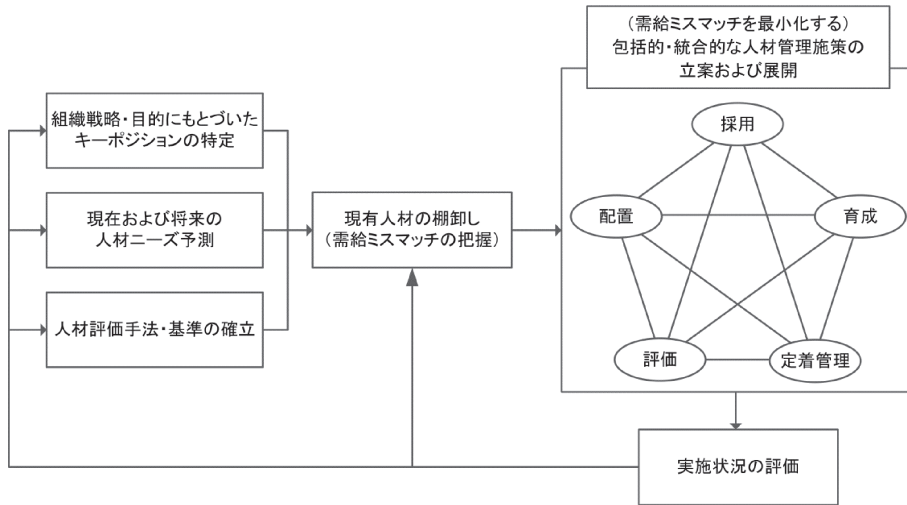 (需給ミスマッチを最小化する)
包括的・統合的な人材管理施策の
立案および展開
組織戦略・目的にもとづいた
キーポジションの特定
現在および将来の
人材ニーズ予測
人材評価手法・基準の確立
現有人材の棚卸し
(需給ミスマッチの把握)
採用
配置
育成
評価
定着管理
実施状況の評価